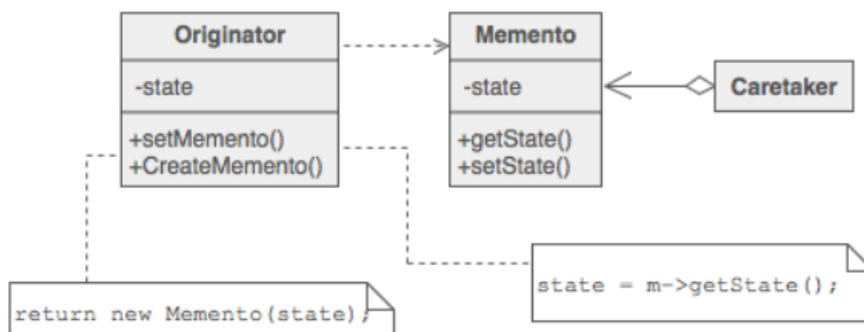 Originator
-state
+setMemento()
+CreateMemento()
Memento
-state
+getState()
+setState()
Caretaker
return new Memento(state);
state = m->getState();